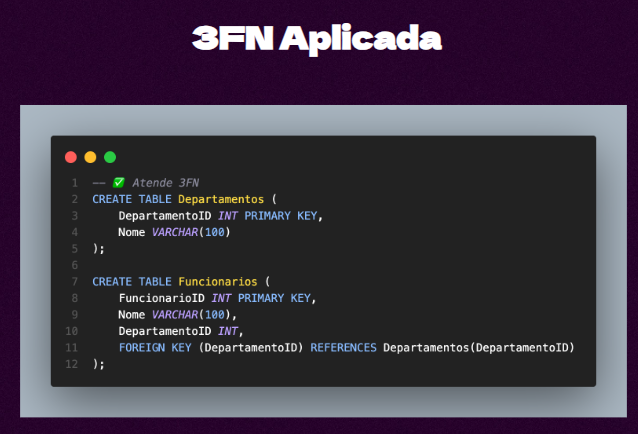 3FN Aplicada
1 -- ✅ Atende 3FN
2 CREATE TABLE Departamentos (
3     DepartamentoID INT PRIMARY KEY,
4     Nome VARCHAR(100)
5 );
6
7 CREATE TABLE Funcionarios (
8     FuncionarioID INT PRIMARY KEY,
9     Nome VARCHAR(100),
10     DepartamentoID INT,
11     FOREIGN KEY (DepartamentoID) REFERENCES Departamentos(DepartamentoID)
12 );